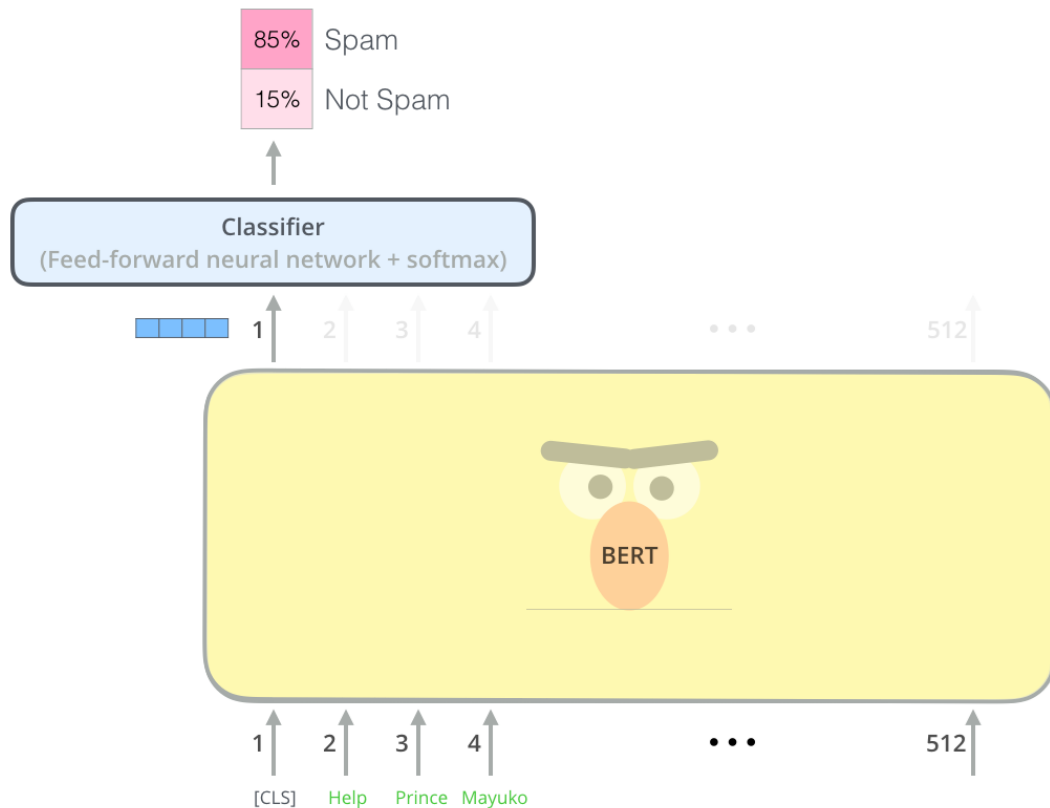 85% Spam
15% Not Spam
Classifier
(Feed-forward neural network + softmax)
1 2 3 4 ••• 512
BERT
1 2 3 4 ••• 512
[CLS] Help Prince Mayuko